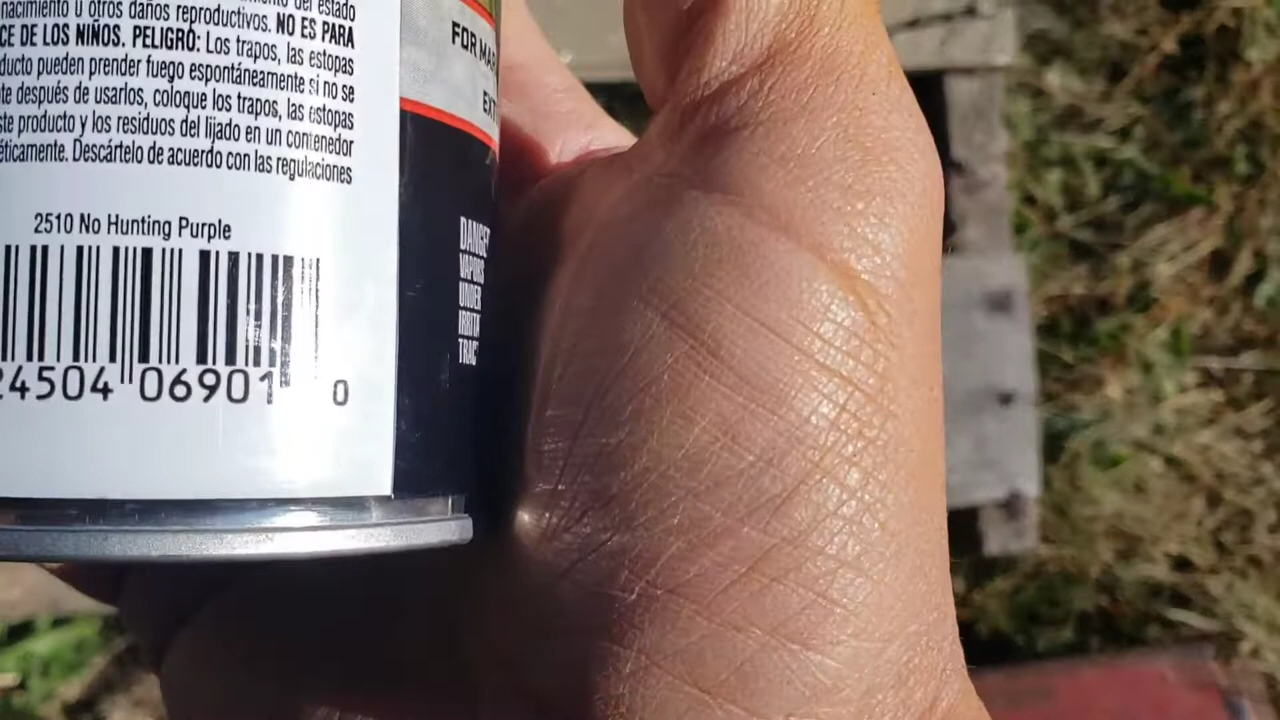 nacimiento u otros daños reproductivos. NO ES PARA
CE DE LOS NIÑOS. PELIGRO: Los trapos, las estopas
ducto pueden prender fuego espontáneamente si no se
te después de usarlos, coloque los trapos, las estopas
ste producto y los residuos del lijado en un contenedor
éticamente. Descártelo de acuerdo con las regulaciones
2510 No Hunting Purple
24504 06901 0
FOR MAR
EXT
DANGE
VAPORS
UNDER
IRRITA
TRAC